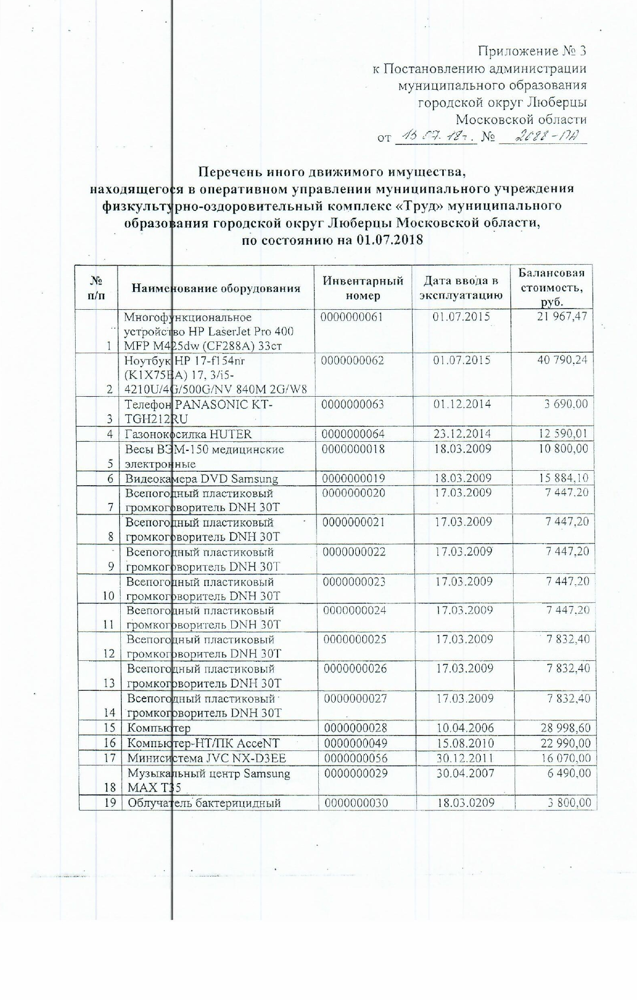 Приложение № 3
к Постановлению администрации
муниципального образования
городской округ Люберцы
Московской области
от 13.07.18г. № -ПА
Перечень иного движимого имущества,
находящегося в оперативном управлении муниципального учреждения
физкультурно-оздоровительный комплекс «Труд» муниципального
образования городской округ Люберцы Московской области,
по состоянию на 01.07.2018
№ п/п Наименование оборудования Инвентарный номер Дата ввода в эксплуатацию Балансовая стоимость, руб.
Многофункциональное 0000000061 01.07.2015 21 967,47
устройство HP LaserJet Pro 400
1 MFP M425dw (CF288A) 33ст
Ноутбук HP 17-f154nr 0000000062 01.07.2015 40 790,24
(K1X75EA) 17, 3/i5-
2 4210U/4G/500G/NV 840M 2G/W8
Телефон PANASONIC KT- 0000000063 01.12.2014 3 690,00
3 TGH212RU
4 Газонокосилка HUTER 0000000064 23.12.2014 12 590,01
Весы ВЭМ-150 медицинские 0000000018 18.03.2009 10 800,00
5 электронные
6 Видеокамера DVD Samsung 0000000019 18.03.2009 15 884,10
Всепогодный пластиковый 0000000020 17.03.2009 7 447,20
7 громкоговоритель DNH 30T
Всепогодный пластиковый 0000000021 17.03.2009 7 447,20
8 громкоговоритель DNH 30T
Всепогодный пластиковый 0000000022 17.03.2009 7 447,20
9 громкоговоритель DNH 30T
Всепогодный пластиковый 0000000023 17.03.2009 7 447,20
10 громкоговоритель DNH 30T
Всепогодный пластиковый 0000000024 17.03.2009 7 447,20
11 громкоговоритель DNH 30T
Всепогодный пластиковый 0000000025 17.03.2009 7 832,40
12 громкоговоритель DNH 30T
Всепогодный пластиковый 0000000026 17.03.2009 7 832,40
13 громкоговоритель DNH 30T
Всепогодный пластиковый 0000000027 17.03.2009 7 832,40
14 громкоговоритель DNH 30T
15 Компьютер 0000000028 10.04.2006 28 998,60
16 Компьютер-НТ/ПК AcceNT 0000000049 15.08.2010 22 990,00
17 Минисистема JVC NX-D3EE 0000000056 30.12.2011 16 070,00
Музыкальный центр Samsung 0000000029 30.04.2007 6 490,00
18 MAX T35
19 Облучатель бактерицидный 0000000030 18.03.0209 3 800,00